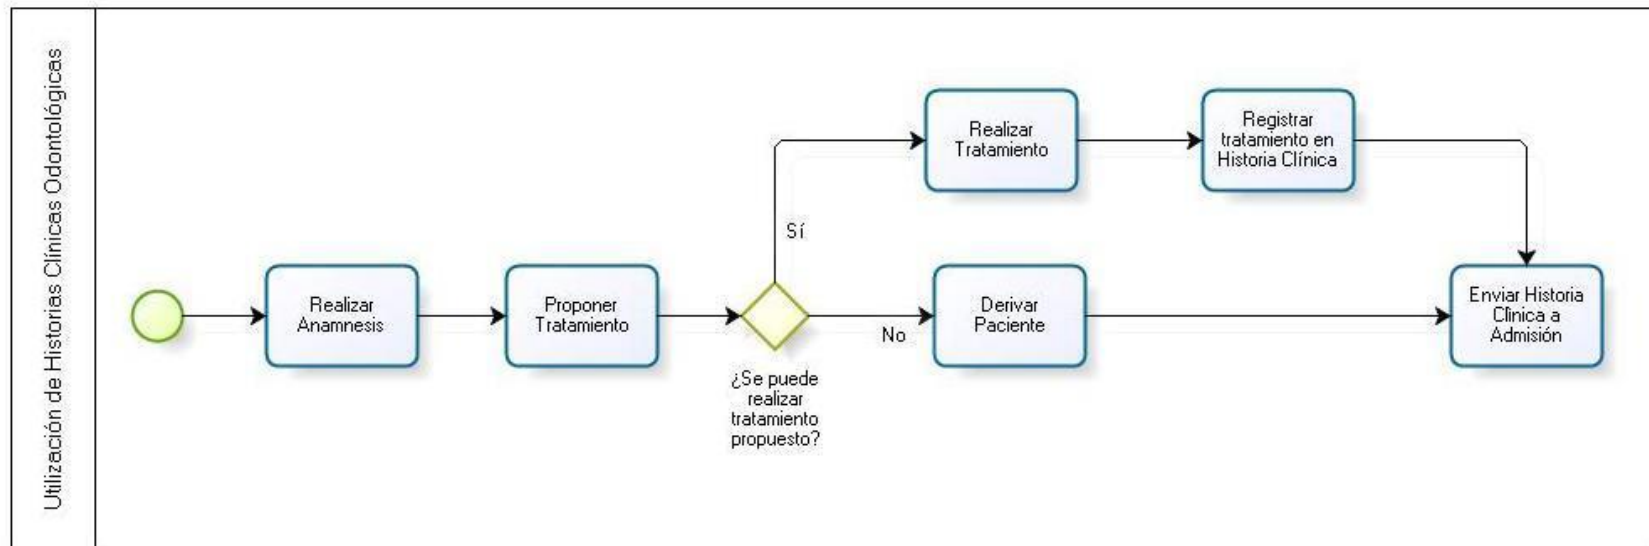 Utilización de Historias Clínicas Odontológicas
Realizar
Anamnesis
Proponer
Tratamiento
¿Se puede
realizar
tratamiento
propuesto?
Sí
No
Realizar
Tratamiento
Registrar
tratamiento en
Historia Clínica
Derivar
Paciente
Enviar Historia
Clínica a
Admisión